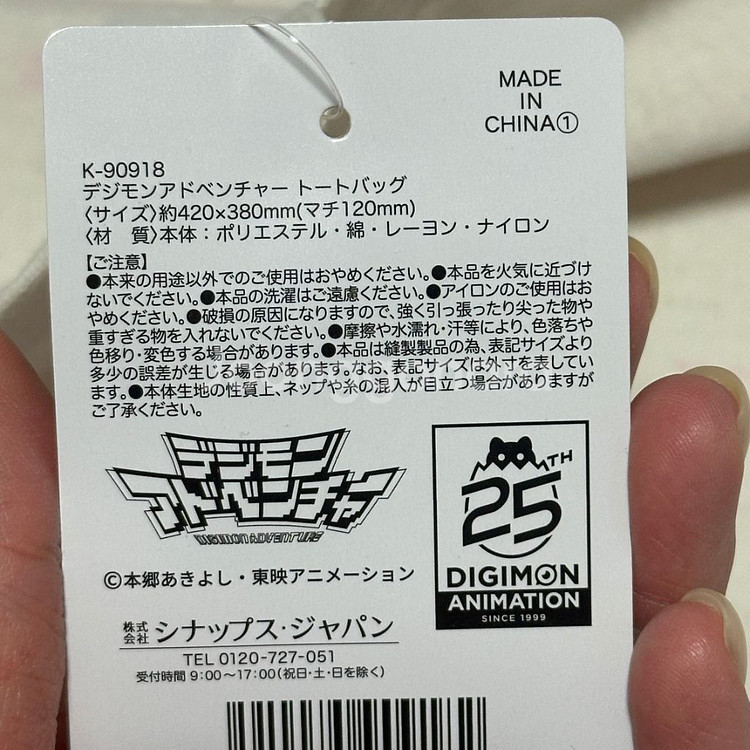 MADE
IN
CHINA①
K-90918
デジモンアドベンチャー トートバッグ
〈サイズ〉約420×380mm(マチ120mm)
〈材　質〉本体：ポリエステル・綿・レーヨン・ナイロン
【ご注意】
●本来の用途以外でのご使用はおやめください。●本品を火気に近づけ
ないでください。●本品の洗濯はご遠慮ください。●アイロンのご使用はお
やめください。●破損の原因になりますので、強く引っ張ったり尖った物や
重すぎる物を入れないでください。●摩擦や水濡れ・汗等により、色落ちや
色移り・変色する場合があります。●本品は縫製製品の為、表記サイズより
多少の誤差が生じる場合があります。なお、表記サイズは外寸を表してい
ます。●本体生地の性質上、ネップや糸の混入が目立つ場合がありますが
ご了承ください。
デジモン
アドベンチャー
DIGIMON ADVENTURE
25TH
DIGIMON
ANIMATION
SINCE 1999
©本郷あきよし・東映アニメーション
株式会社 シナップス・ジャパン
TEL 0120-727-051
受付時間 9:00～17:00(祝日・土・日を除く)